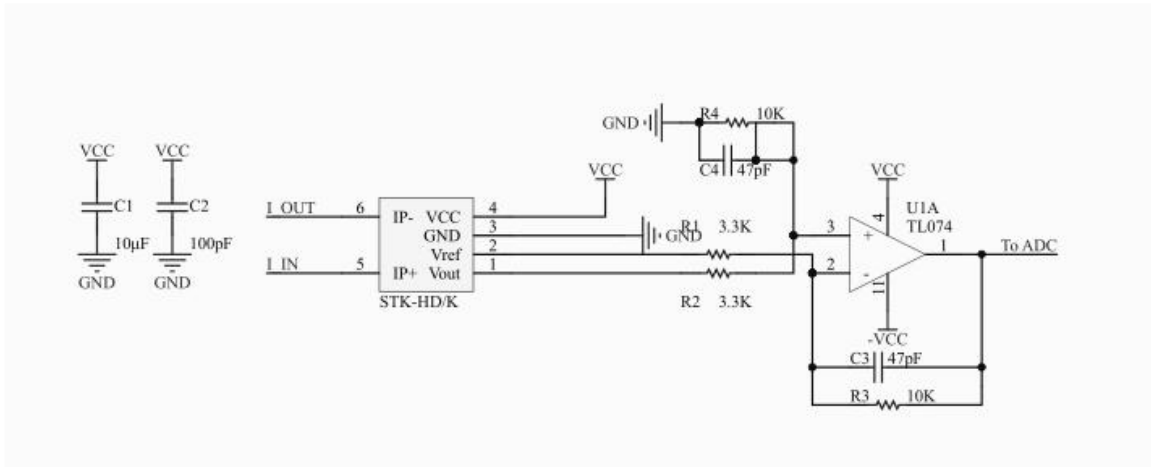 R4 10K
GND
C4 47pF
VCC VCC
C1 C2
10μF 100pF
GND GND
VCC
VCC
I_OUT 6 IP- VCC 4
GND 3
GND
Vref 2
I_IN 5 IP+ Vout 1
STK-HD/K
R1 3.3K
R2 3.3K
U1A
TL074
4
3 +
2 -
1 To ADC
11
-VCC
C3 47pF
R3 10K